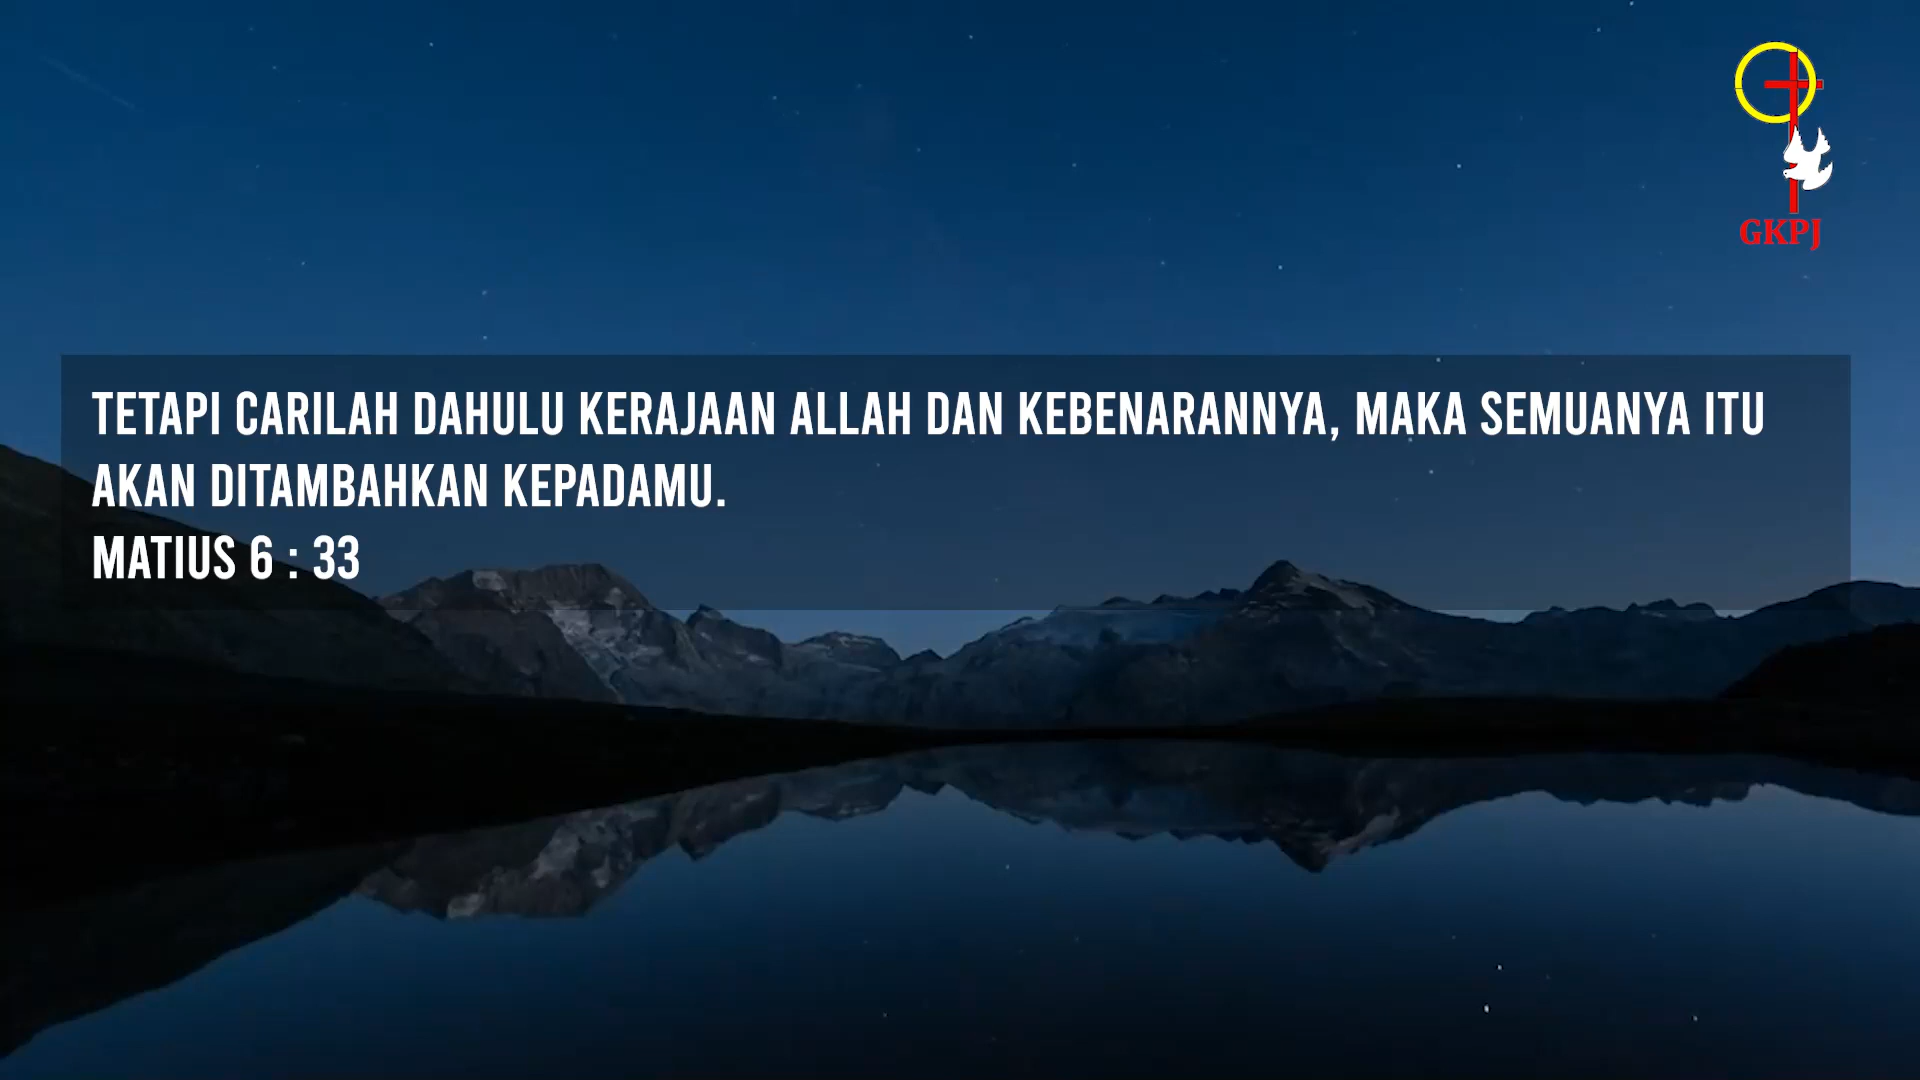 GKPJ
TETAPI CARILAH DAHULU KERAJAAN ALLAH DAN KEBENARANNYA, MAKA SEMUANYA ITU
AKAN DITAMBAHKAN KEPADAMU.
MATIUS 6 : 33